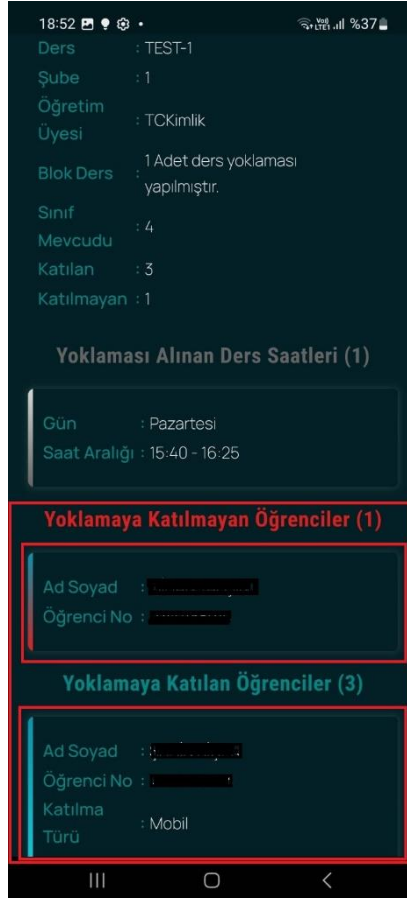 18:52 %37
Ders : TEST-1
Şube : 1
Öğretim
Üyesi : TCKimlik
Blok Ders : 1 Adet ders yoklaması
yapılmıştır.
Sınıf
Mevcudu : 4
Katılan : 3
Katılmayan : 1
Yoklaması Alınan Ders Saatleri (1)
Gün : Pazartesi
Saat Aralığı : 15:40 - 16:25
Yoklamaya Katılmayan Öğrenciler (1)
Ad Soyad :
Öğrenci No :
Yoklamaya Katılan Öğrenciler (3)
Ad Soyad :
Öğrenci No :
Katılma
Türü : Mobil